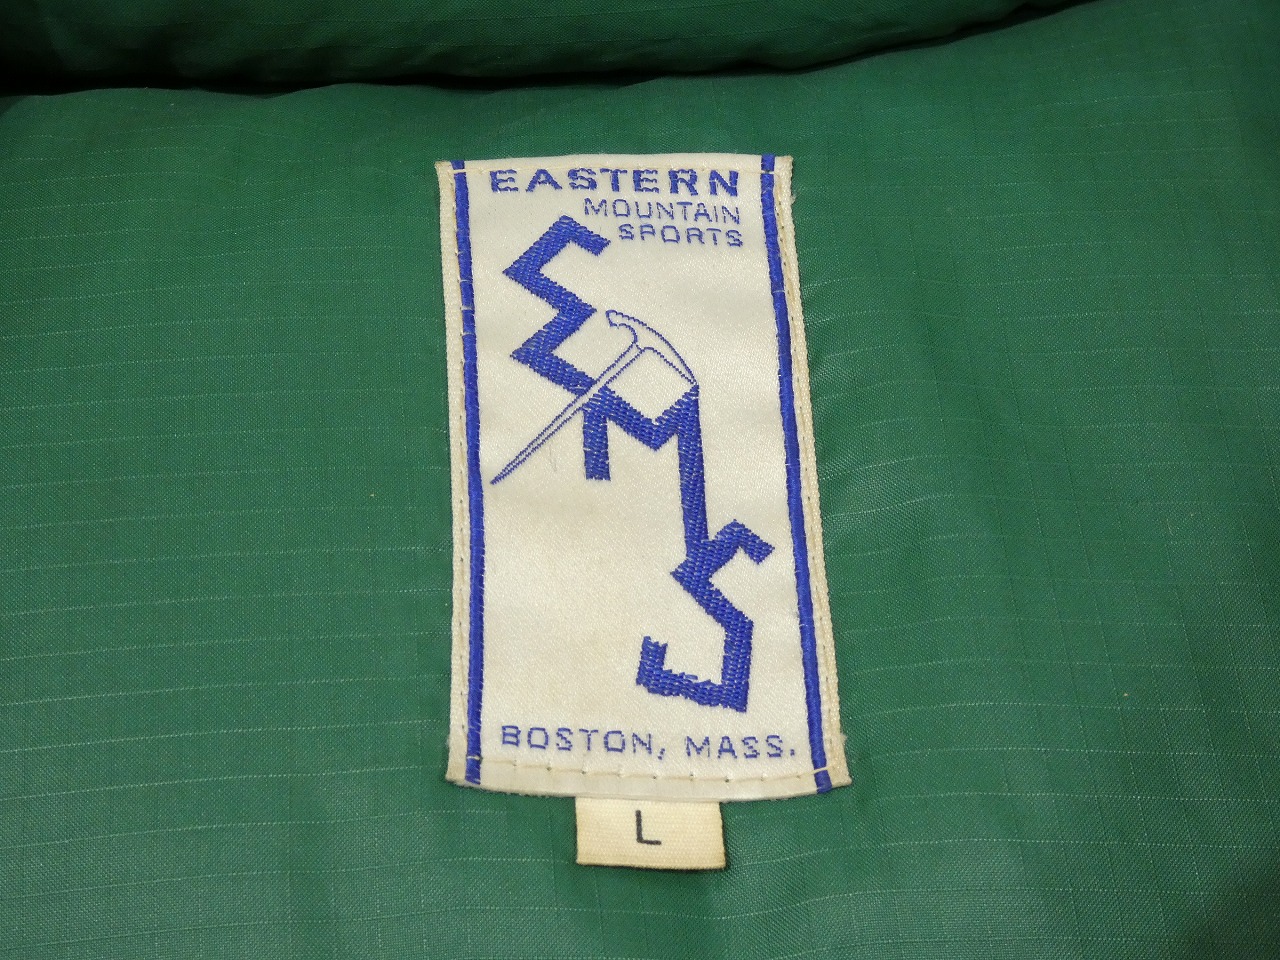 EASTERN
MOUNTAIN
SPORTS
EMS
BOSTON, MASS.
L